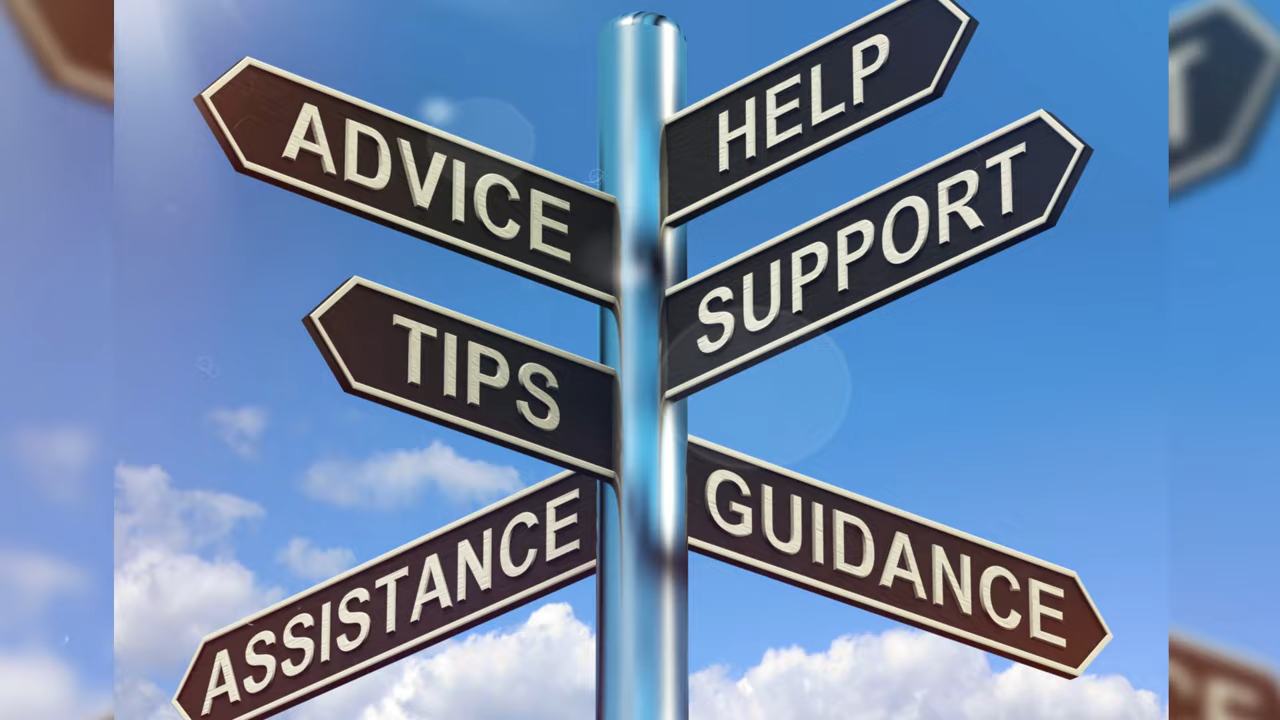 HELP
ADVICE
SUPPORT
TIPS
GUIDANCE
ASSISTANCE